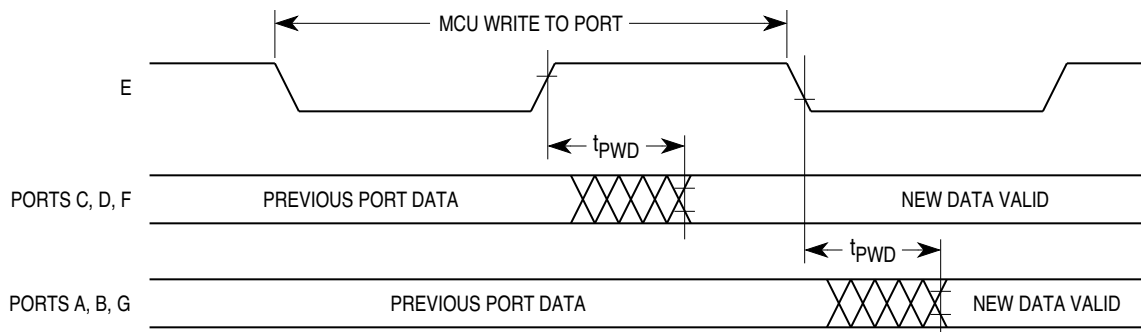 MCU WRITE TO PORT
E
tPWD
PORTS C, D, F
PREVIOUS PORT DATA
NEW DATA VALID
tPWD
PORTS A, B, G
PREVIOUS PORT DATA
NEW DATA VALID